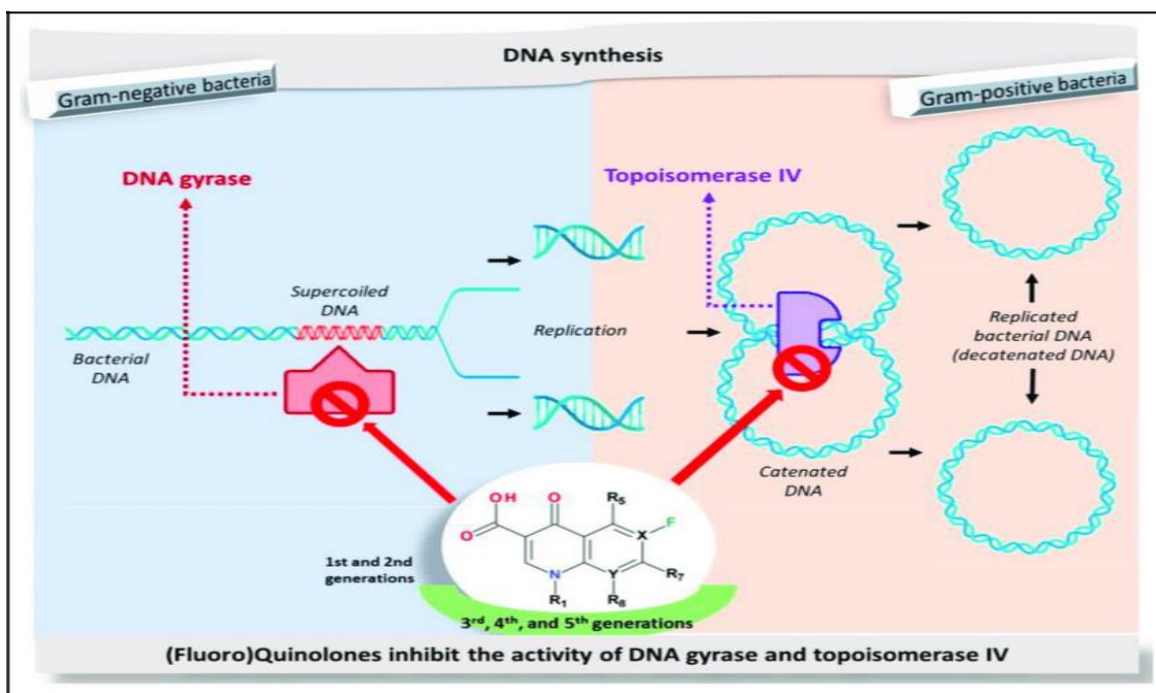 DNA synthesis
Gram-negative bacteria
Gram-positive bacteria
DNA gyrase
Topoisomerase IV
Supercoiled
DNA
Bacterial
DNA
Replication
Replicated
bacterial DNA
(decatenated DNA)
Catenated
DNA
1st and 2nd
generations
OH
O
O
R5
F
X
N
Y
R7
R1
R8
3rd, 4th, and 5th generations
(Fluoro)Quinolones inhibit the activity of DNA gyrase and topoisomerase IV